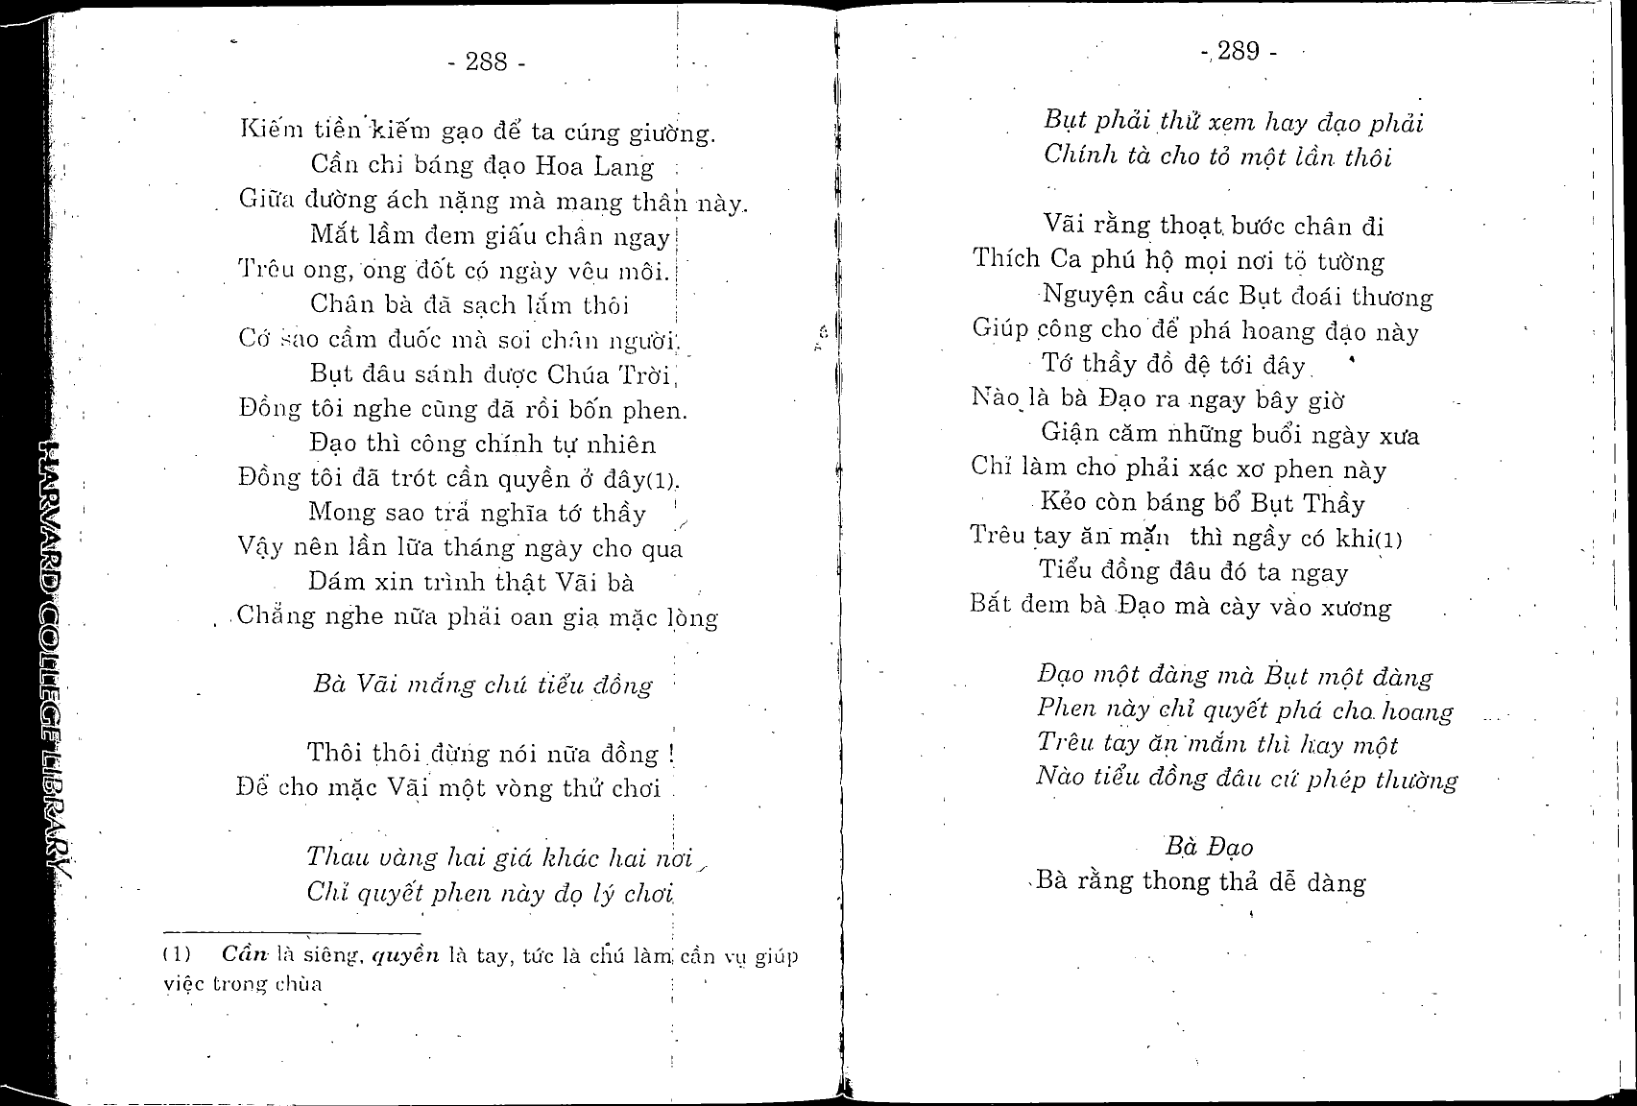 - 288 -
Kiếm tiền kiếm gạo để ta cúng giường.
Cần chi báng đạo Hoa Lang
Giữa đường ách nặng mà mang thân này.
Mắt lầm đem giấu chân ngay
Trêu ong, ong đốt có ngày vêu môi.
Chân bà đã sạch lắm thôi
Cớ sao cầm đuốc mà soi chân người.
Bụt đâu sánh được Chúa Trời,
Đồng tôi nghe cũng đã rồi bốn phen.
Đạo thì công chính tự nhiên
Đồng tôi đã trót cần quyền ở đây(1).
Mong sao trả nghĩa tớ thầy
Vậy nên lần lữa tháng ngày cho qua
Dám xin trình thật Vãi bà
Chẳng nghe nữa phải oan gia mặc lòng
Bà Vãi mắng chú tiểu đồng
Thôi thôi đừng nói nữa đồng !
Để cho mặc Vãi một vòng thử chơi
Thau vàng hai giá khác hai nơi
Chỉ quyết phen này đọ lý chơi
(1) Cần là siêng, quyền là tay, tức là chú làm cần vụ giúp
việc trong chùa
HARVARD COLLEGE LIBRARY
- 289 -
Bụt phải thử xem hay đạo phải
Chính tà cho tỏ một lần thôi
Vãi rằng thoạt bước chân đi
Thích Ca phú hộ mọi nơi tỏ tường
Nguyện cầu các Bụt đoái thương
Giúp công cho để phá hoang đạo này
Tớ thầy đồ đệ tới đây
Nào là bà Đạo ra ngay bây giờ
Giận căm những buổi ngày xưa
Chỉ làm cho phải xác xơ phen này
Kẻo còn báng bổ Bụt Thầy
Trêu tay ăn mắn thì ngầy có khi(1)
Tiểu đồng đâu đó ta ngay
Bắt đem bà Đạo mà cày vào xương
Đạo một đàng mà Bụt một đàng
Phen này chỉ quyết phá cho hoang
Trêu tay ăn mắm thì hay một
Nào tiểu đồng đâu cứ phép thường
Bà Đạo
Bà rằng thong thả dễ dàng